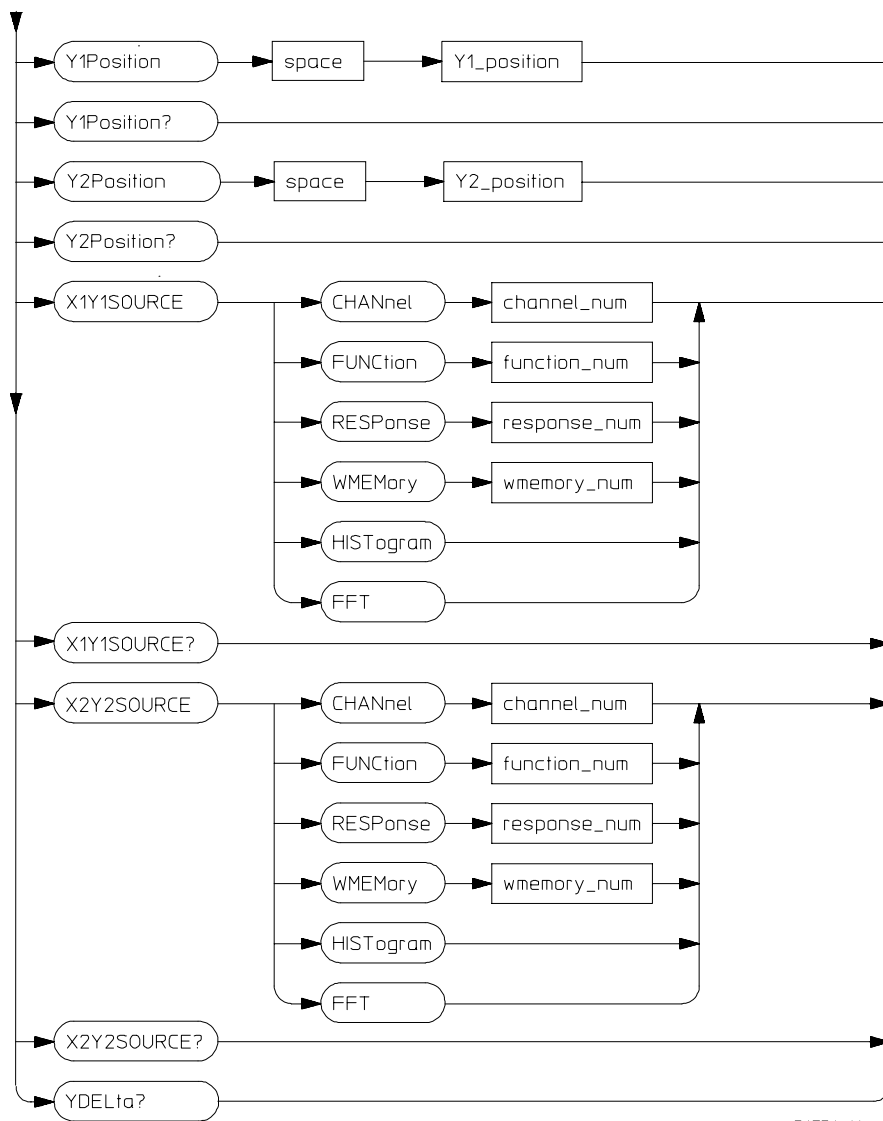 Y1Position space Y1_position
Y1Position?
Y2Position space Y2_position
Y2Position?
X1Y1SOURCE CHANnel channel_num
FUNCtion function_num
RESPonse response_num
WMEMory wmemory_num
HISTogram
FFT
X1Y1SOURCE?
X2Y2SOURCE CHANnel channel_num
FUNCtion function_num
RESPonse response_num
WMEMory wmemory_num
HISTogram
FFT
X2Y2SOURCE?
YDELta?